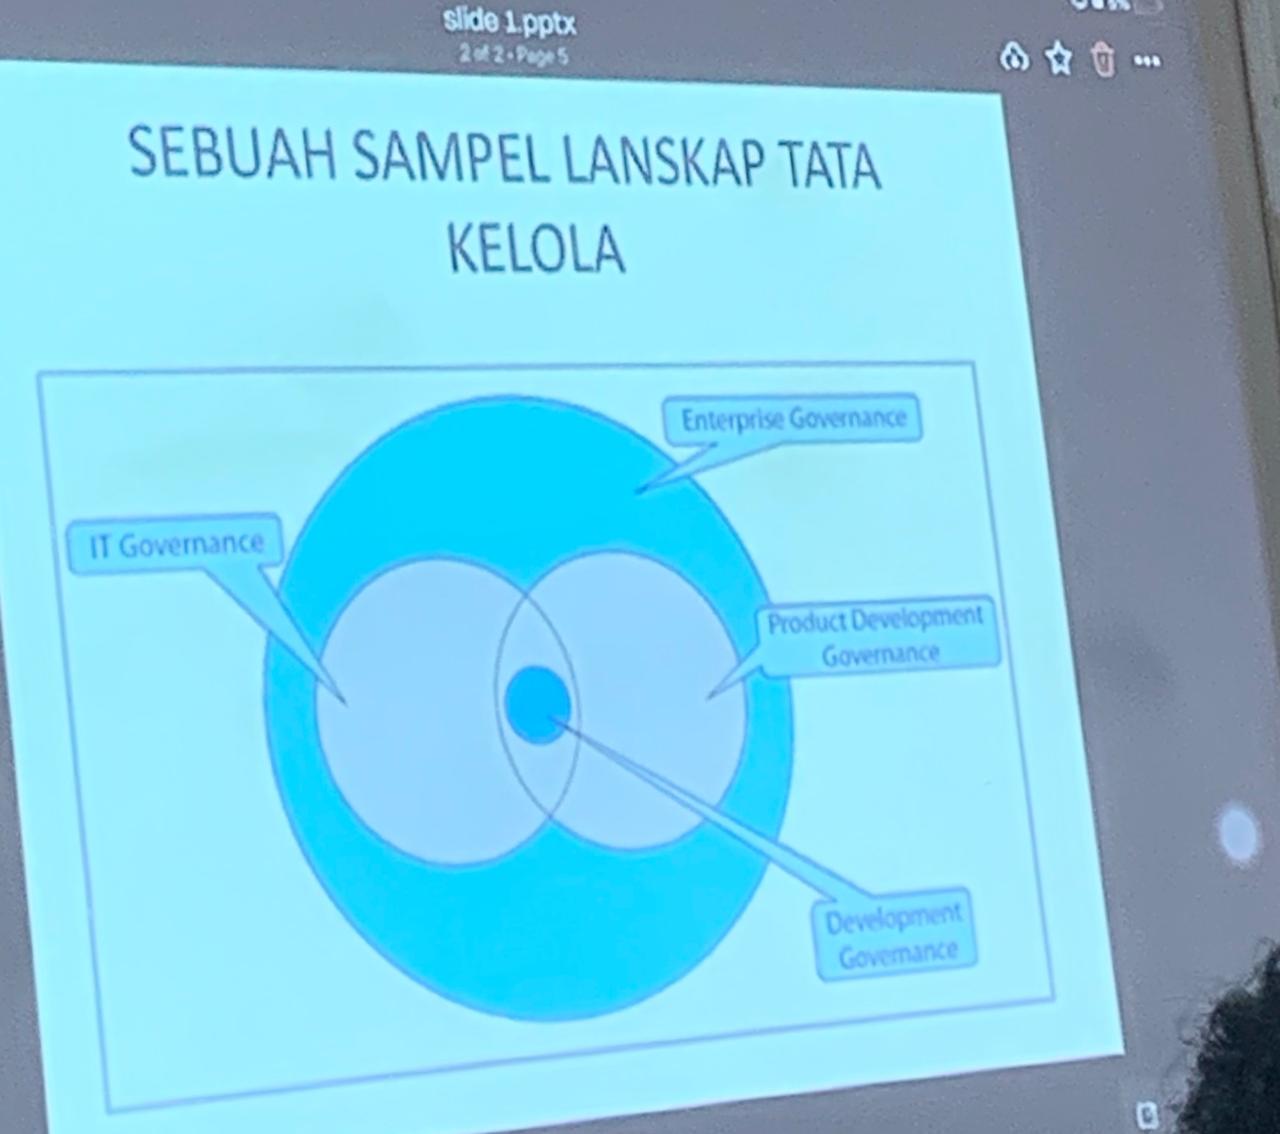 slide 1.pptx
2 of 2 • Page 5
SEBUAH SAMPEL LANSKAP TATA
KELOLA
Enterprise Governance
IT Governance
Product Development
Governance
Development
Governance